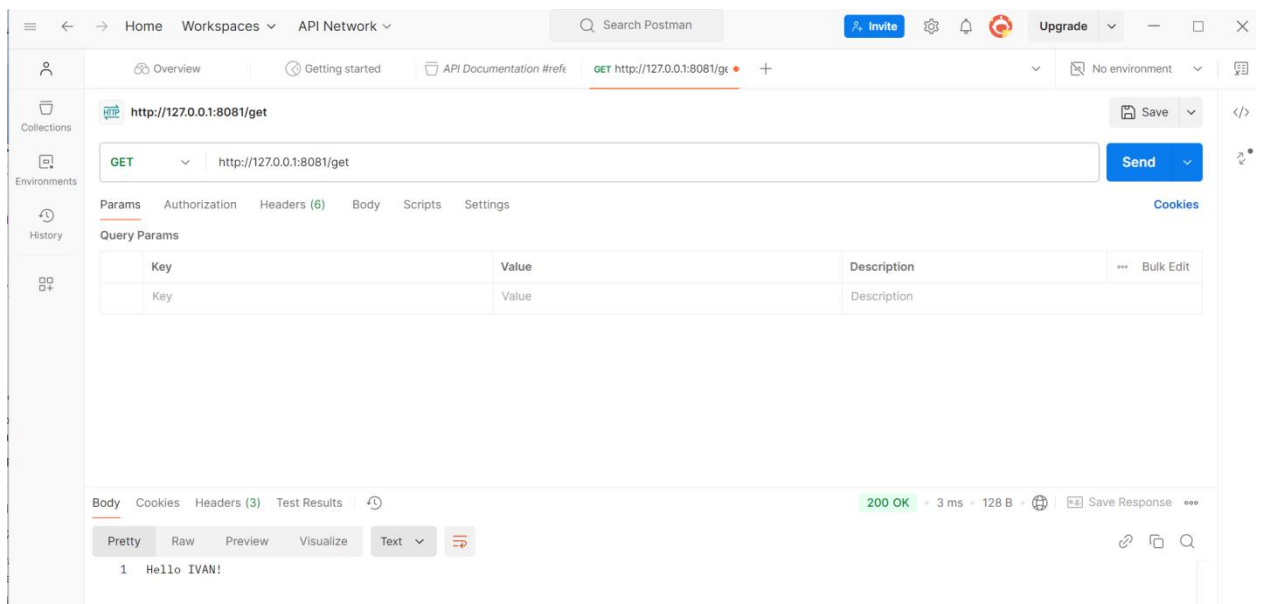 Home Workspaces API Network Search Postman Invite Upgrade
Overview Getting started API Documentation #refe GET http://127.0.0.1:8081/ge No environment
HTTP http://127.0.0.1:8081/get Save
Collections
GET http://127.0.0.1:8081/get Send
Environments
Params Authorization Headers (6) Body Scripts Settings Cookies
History
Query Params
Key Value Description Bulk Edit
Key Value Description
Body Cookies Headers (3) Test Results 200 OK 3 ms 128 B Save Response
Pretty Raw Preview Visualize Text
1 Hello IVAN!